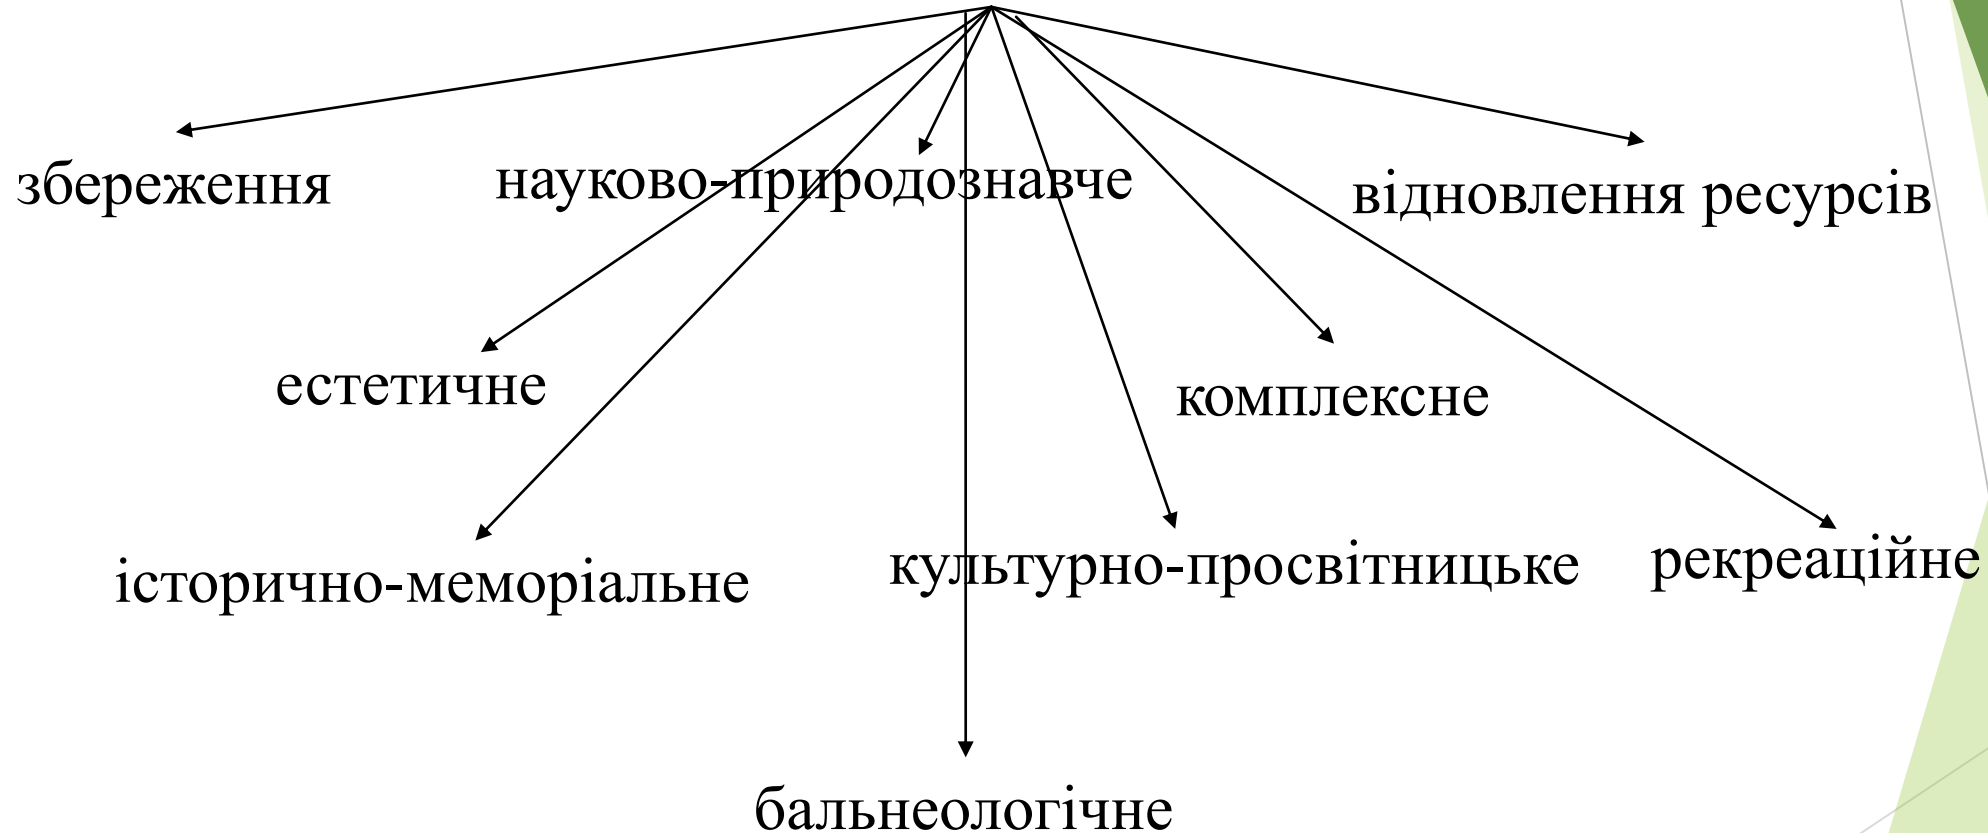 збереження
науково-природознавче
відновлення ресурсів
естетичне
комплексне
історично-меморіальне
культурно-просвітницьке
рекреаційне
бальнеологічне